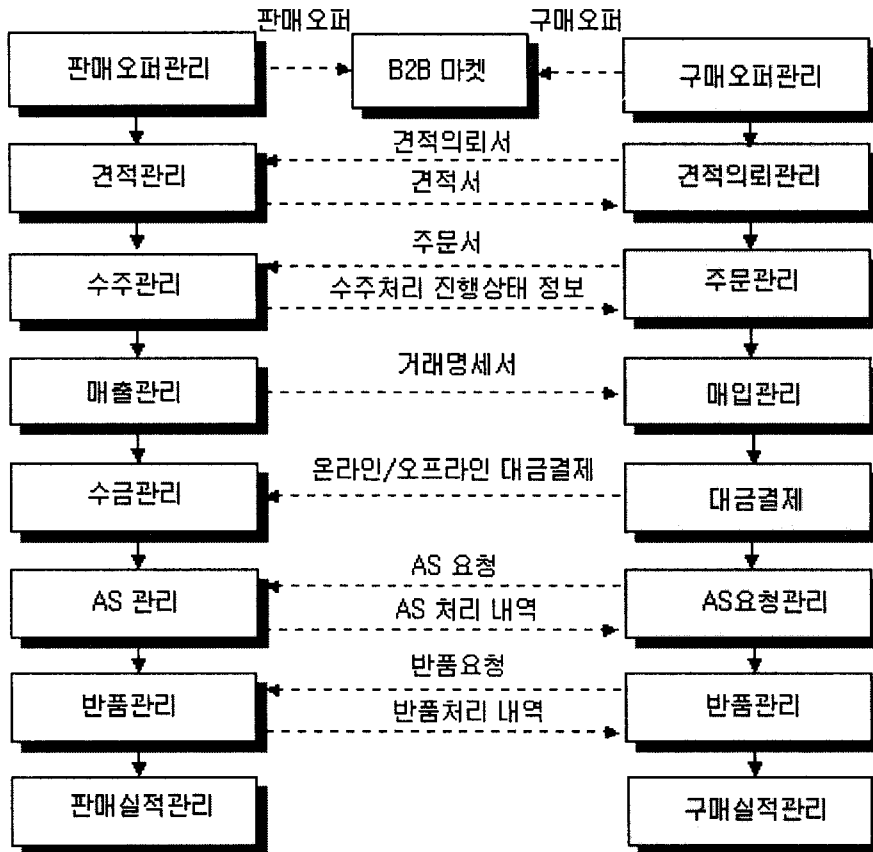 판매오퍼 구매오퍼
판매오퍼관리 B2B 마켓 구매오퍼관리
견적의뢰서
견적관리 견적의뢰관리
견적서
주문서
수주관리 주문관리
수주처리 진행상태 정보
거래명세서
매출관리 매입관리
온라인/오프라인 대금결제
수금관리 대금결제
AS 요청
AS 관리 AS요청관리
AS 처리 내역
반품요청
반품관리 반품관리
반품처리 내역
판매실적관리 구매실적관리